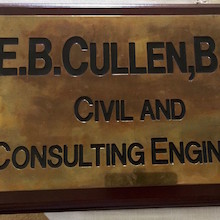 E.B.CULLEN,B
CIVIL AND
CONSULTING ENGIN